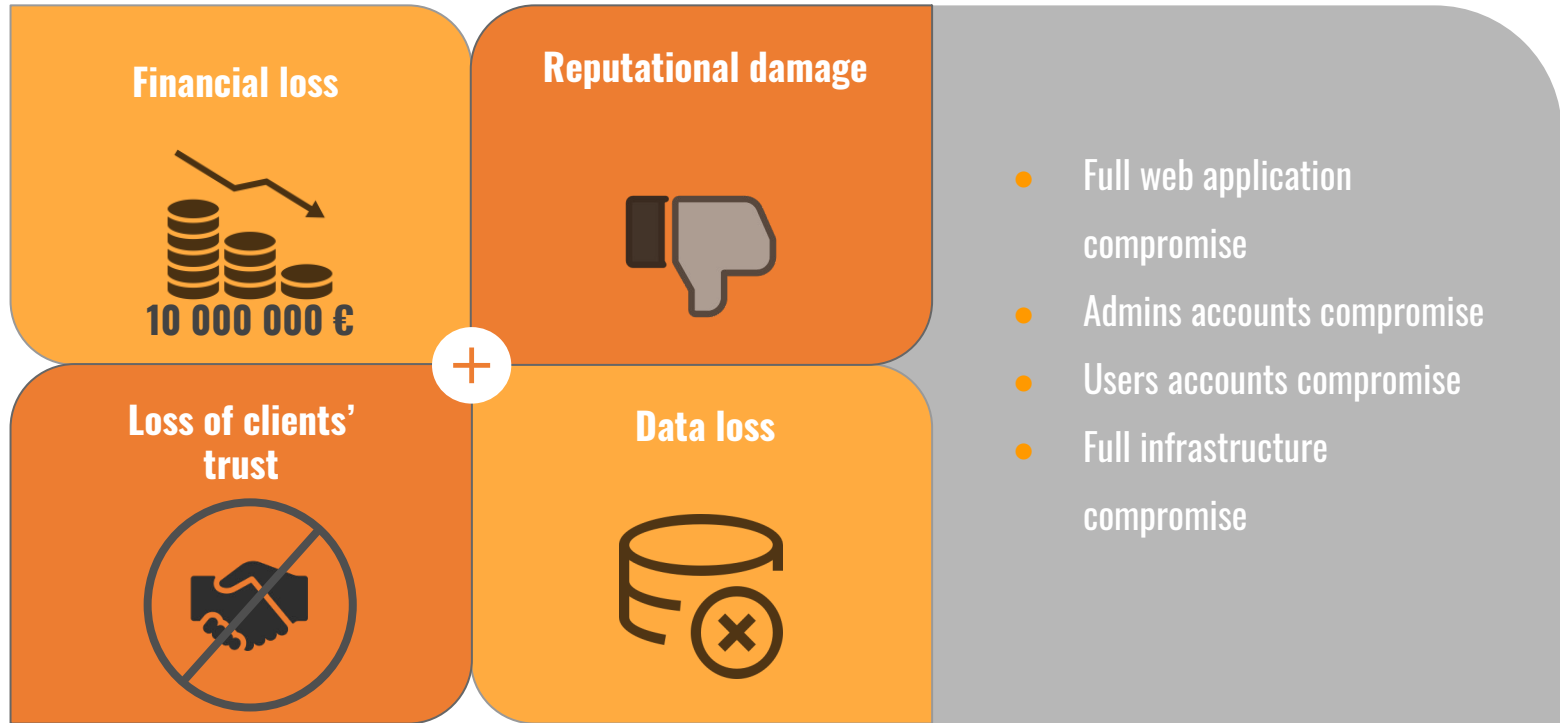 Financial loss
10 000 000 €
Reputational damage
Loss of clients’
trust
Data loss
● Full web application
compromise
● Admins accounts compromise
● Users accounts compromise
● Full infrastructure
compromise